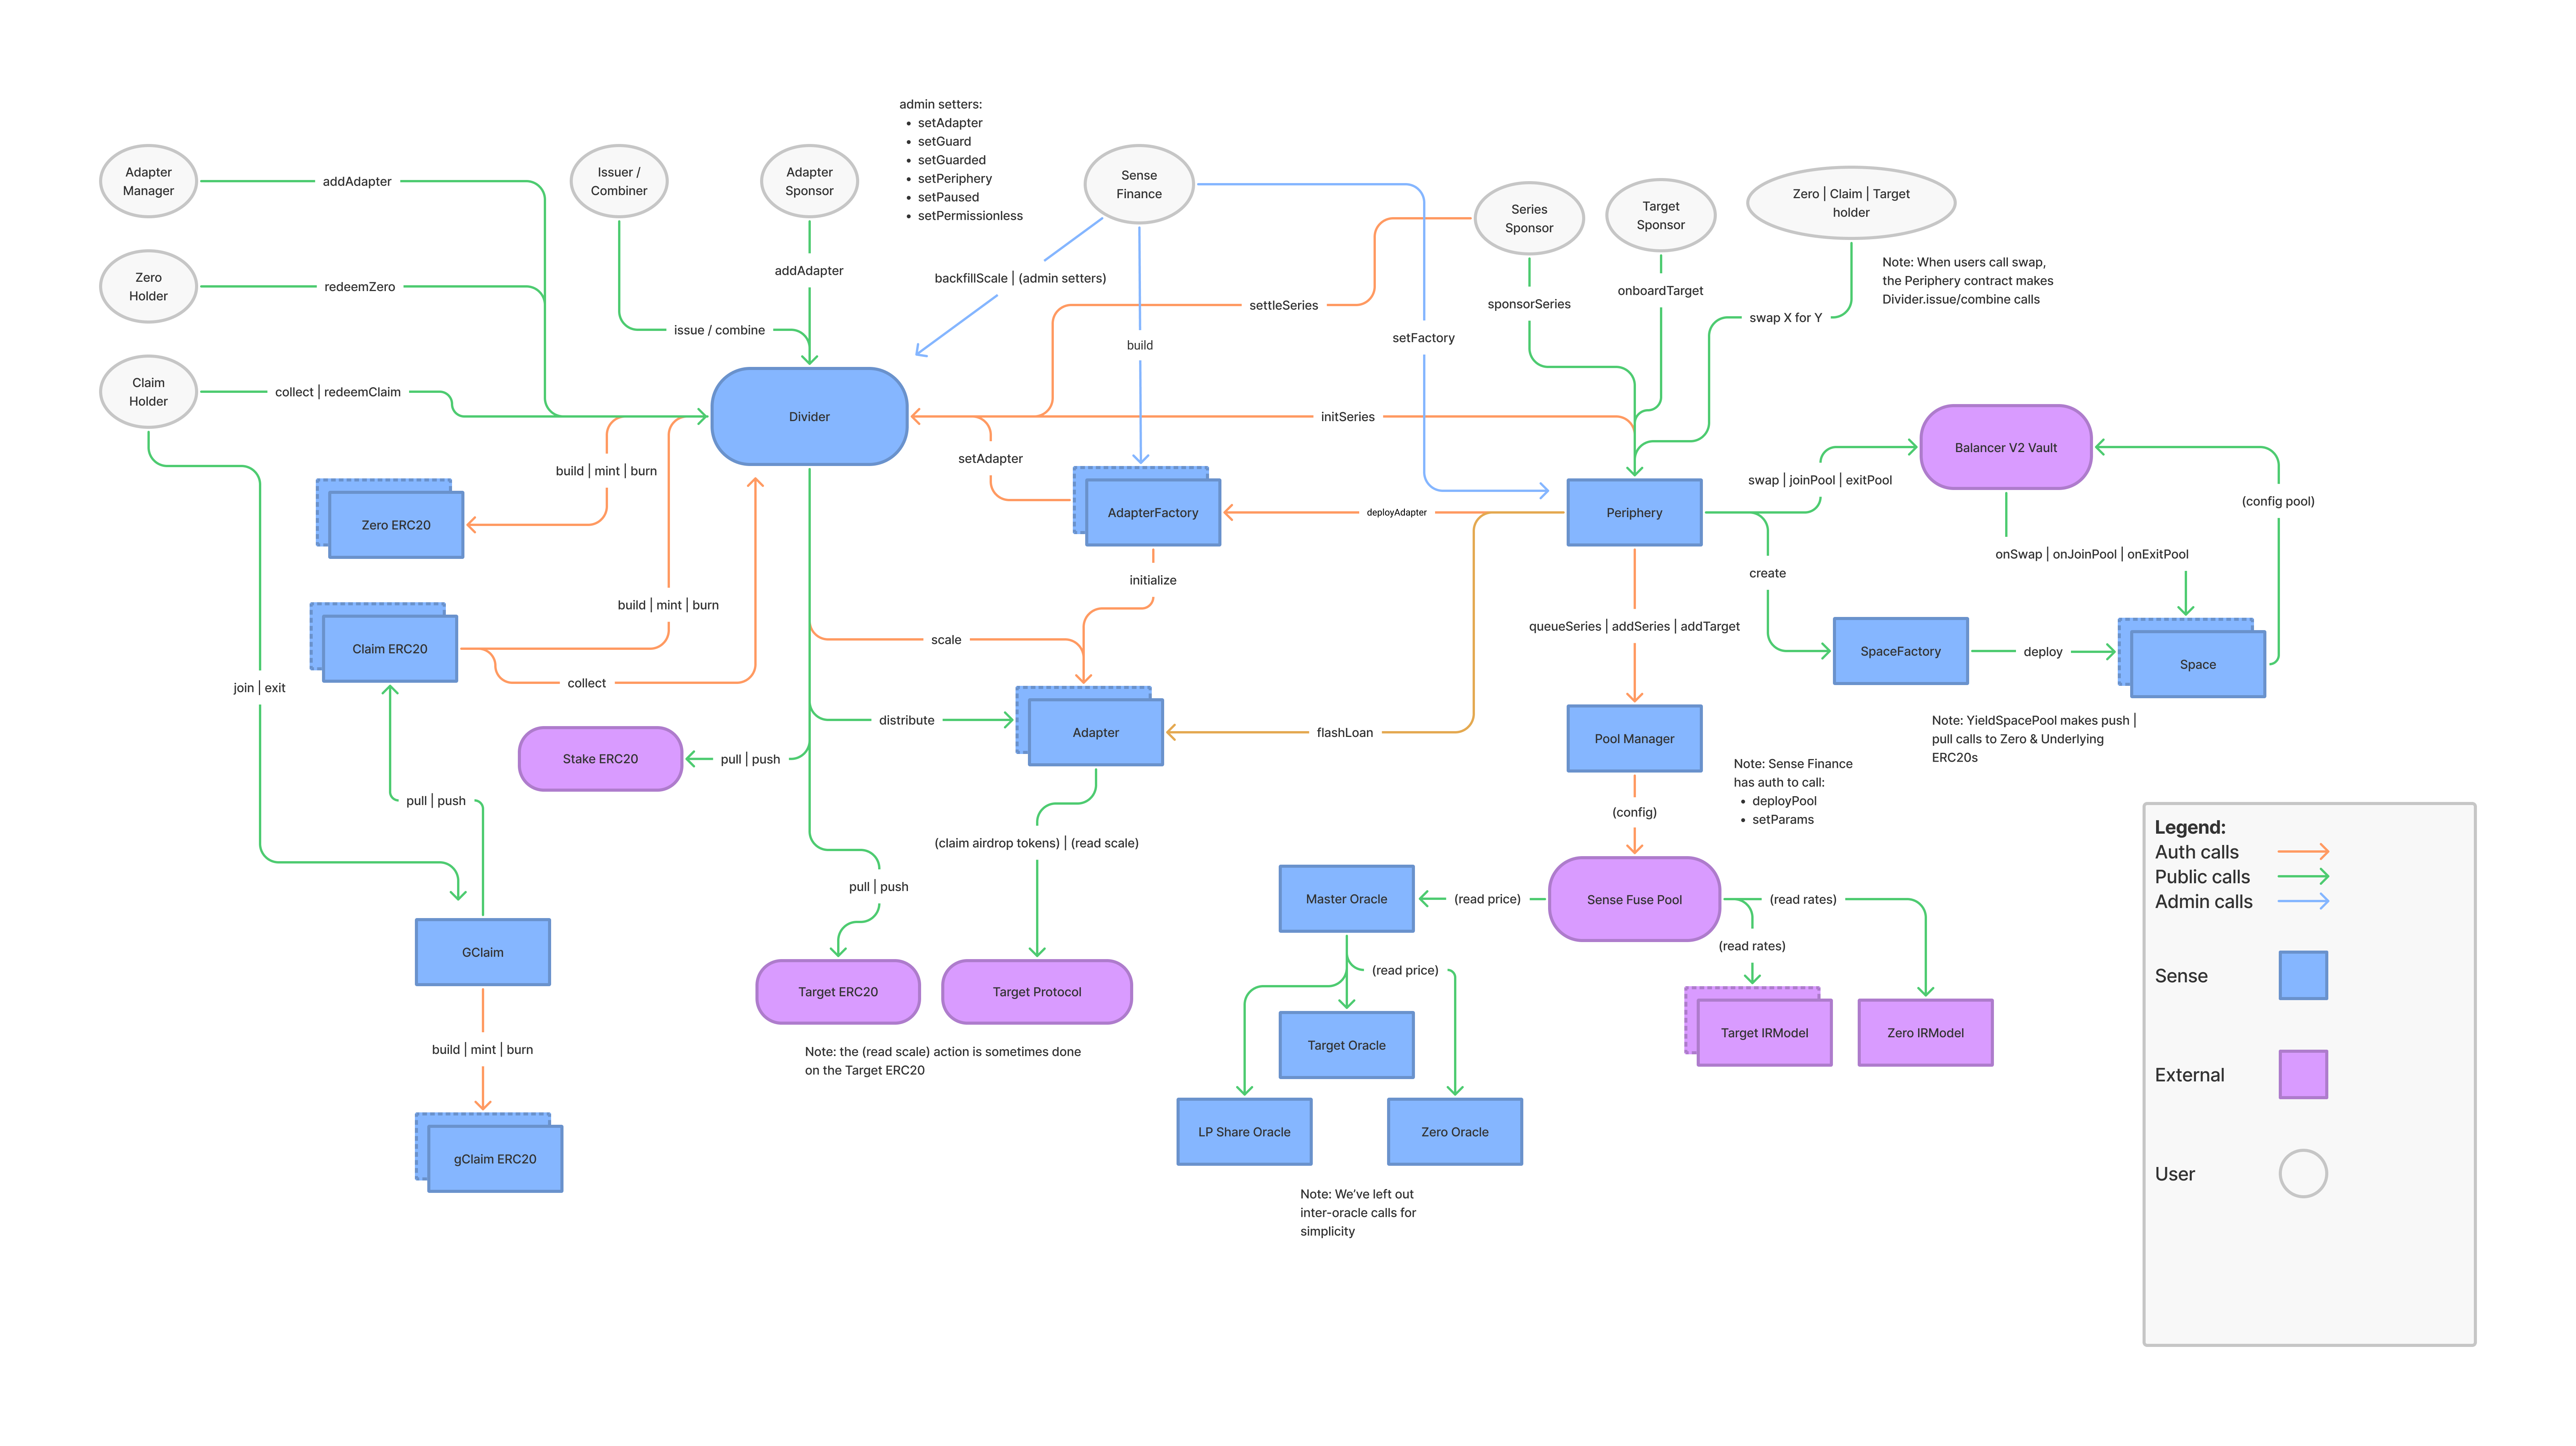 admin setters:
• setAdapter
• setGuard
• setGuarded
• setPeriphery
• setPaused
• setPermissionless
Adapter
Manager
addAdapter
Issuer /
Combiner
Adapter
Sponsor
Sense
Finance
Series
Sponsor
Target
Sponsor
Zero | Claim | Target
holder
Zero
Holder
redeemZero
addAdapter
backfillScale | (admin setters)
settleSeries
sponsorSeries
onboardTarget
Note: When users call swap,
the Periphery contract makes
Divider.issue/combine calls
issue / combine
build
setFactory
swap X for Y
Claim
Holder
collect | redeemClaim
Divider
initSeries
Balancer V2 Vault
build | mint | burn
setAdapter
swap | joinPool | exitPool
(config pool)
Zero ERC20
AdapterFactory
deployAdapter
Periphery
onSwap | onJoinPool | onExitPool
initialize
create
build | mint | burn
queueSeries | addSeries | addTarget
Claim ERC20
scale
SpaceFactory
deploy
Space
join | exit
collect
distribute
Adapter
flashLoan
Pool Manager
Note: YieldSpacePool makes push |
pull calls to Zero & Underlying
ERC20s
Stake ERC20
pull | push
Note: Sense Finance
has auth to call:
• deployPool
• setParams
pull | push
(config)
(claim airdrop tokens) | (read scale)
pull | push
Master Oracle
(read price)
Sense Fuse Pool
(read rates)
(read rates)
GClaim
(read price)
Target ERC20
Target Protocol
Target IRModel
Zero IRModel
Target Oracle
build | mint | burn
Note: the (read scale) action is sometimes done
on the Target ERC20
gClaim ERC20
LP Share Oracle
Zero Oracle
Note: We've left out
inter-oracle calls for
simplicity
Legend:
Auth calls
Public calls
Admin calls
Sense
External
User